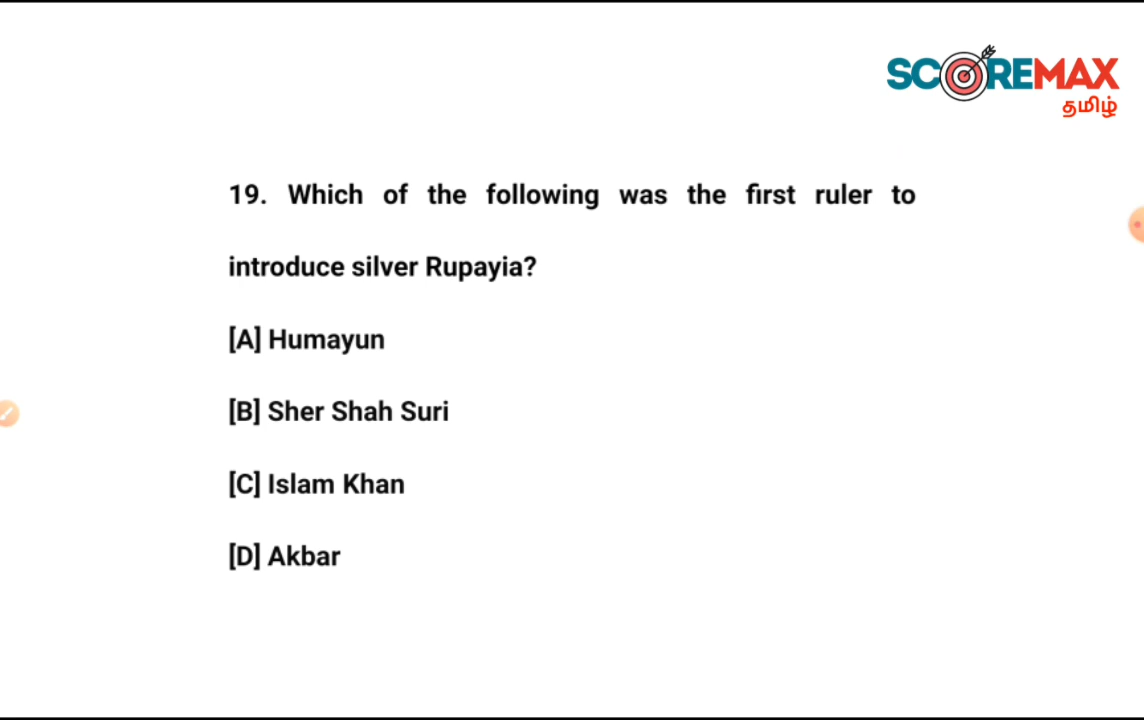 SCOREMAX
தமிழ்
19. Which of the following was the first ruler to
introduce silver Rupayia?
[A] Humayun
[B] Sher Shah Suri
[C] Islam Khan
[D] Akbar